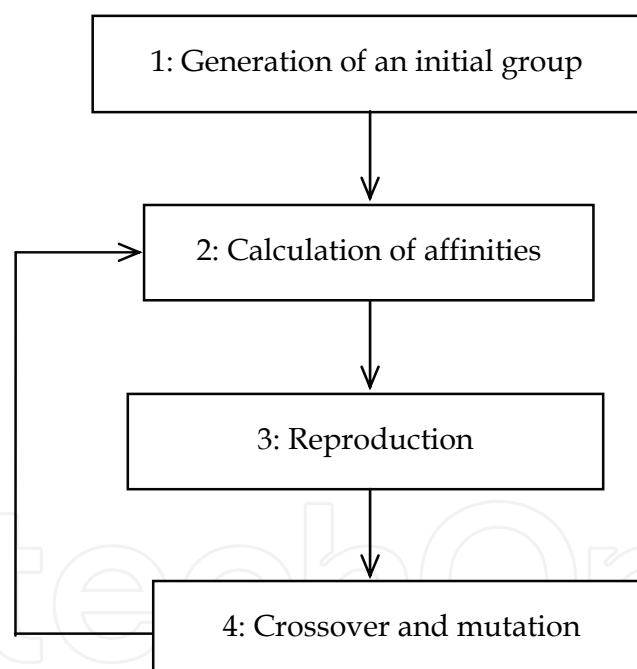 1: Generation of an initial group
2: Calculation of affinities
3: Reproduction
4: Crossover and mutation